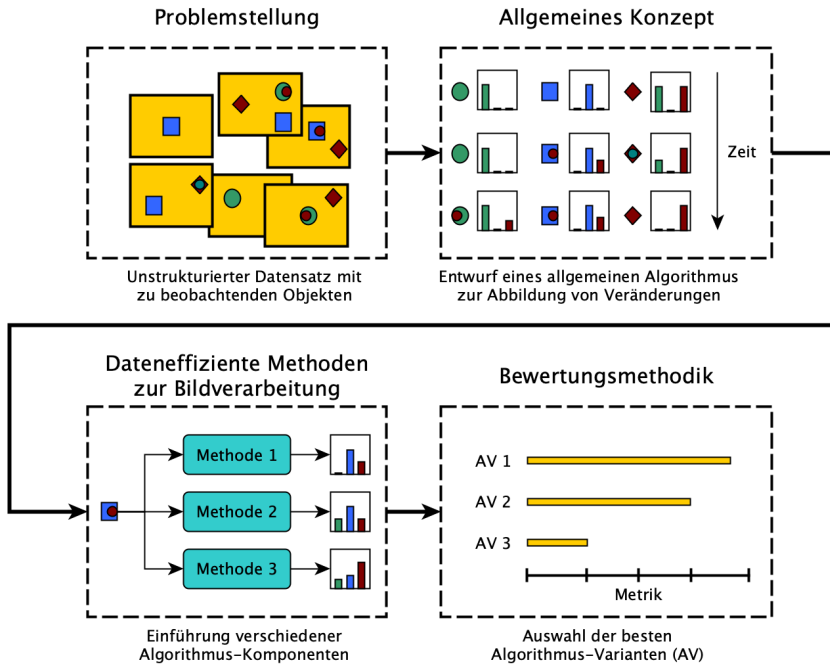 Problemstellung
Unstrukturierter Datensatz mit
zu beobachtenden Objekten
Allgemeines Konzept
Zeit
Entwurf eines allgemeinen Algorithmus
zur Abbildung von Veränderungen
Dateneffiziente Methoden
zur Bildverarbeitung
Methode 1
Methode 2
Methode 3
Einführung verschiedener
Algorithmus-Komponenten
Bewertungsmethodik
AV 1
AV 2
AV 3
Metrik
Auswahl der besten
Algorithmus-Varianten (AV)